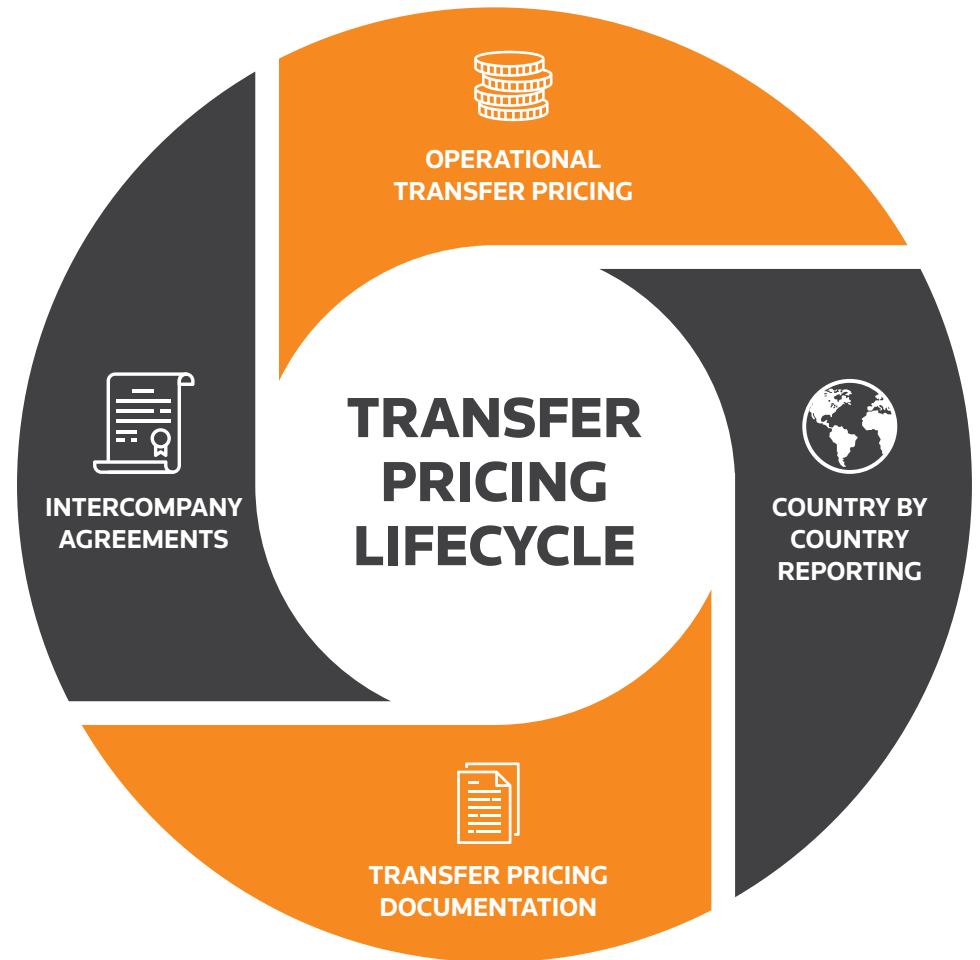 OPERATIONAL
TRANSFER PRICING
TRANSFER
PRICING
LIFECYCLE
INTERCOMPANY
AGREEMENTS
COUNTRY BY
COUNTRY
REPORTING
TRANSFER PRICING
DOCUMENTATION